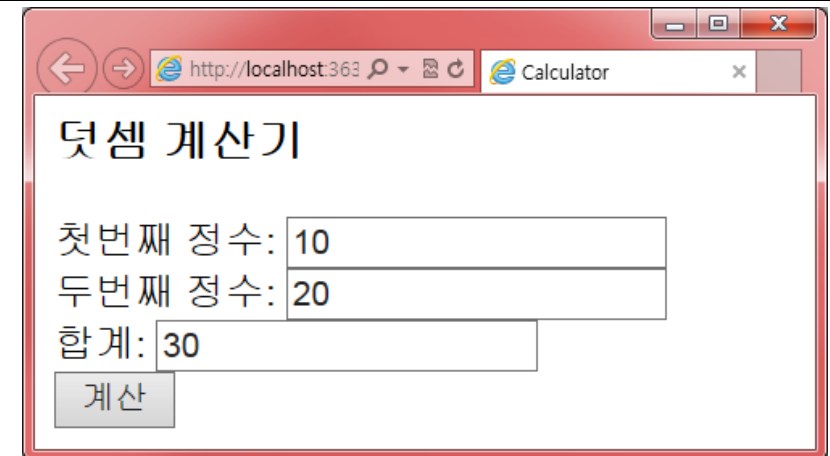 http://localhost:363
Calculator
덧셈 계산기
첫번째 정수: 10
두번째 정수: 20
합계: 30
계산